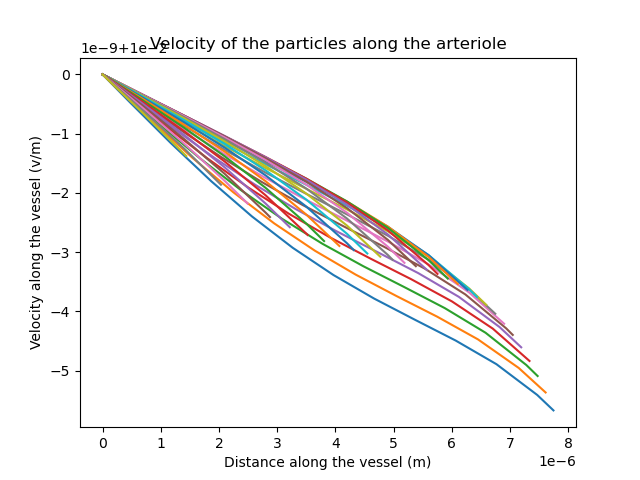 Velocity of the particles along the arteriole
1e−9+1e−2
0
−1
−2
−3
−4
−5
Velocity along the vessel (v/m)
0 1 2 3 4 5 6 7 8
1e−6
Distance along the vessel (m)